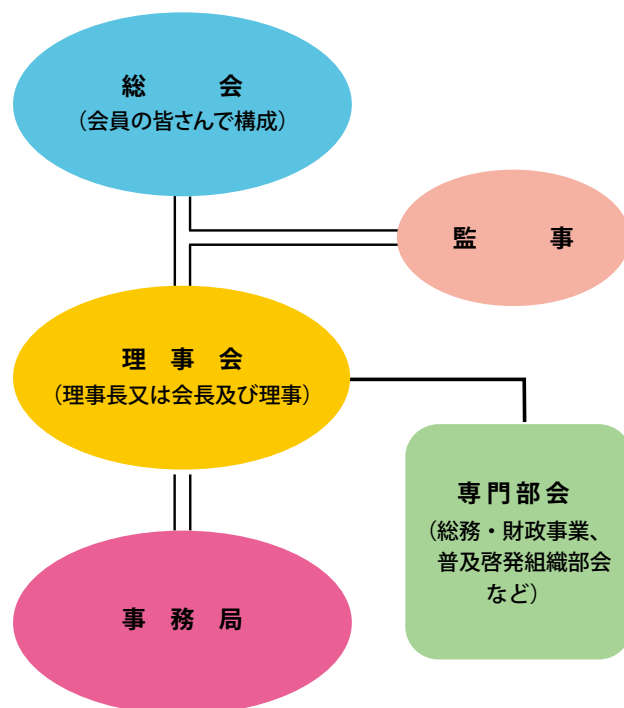 総　　会
（会員の皆さんで構成）
監　　事
理　事　会
（理事長又は会長及び理事）
専門部会
（総務・財政事業、
普及啓発組織部会
など）
事　務　局